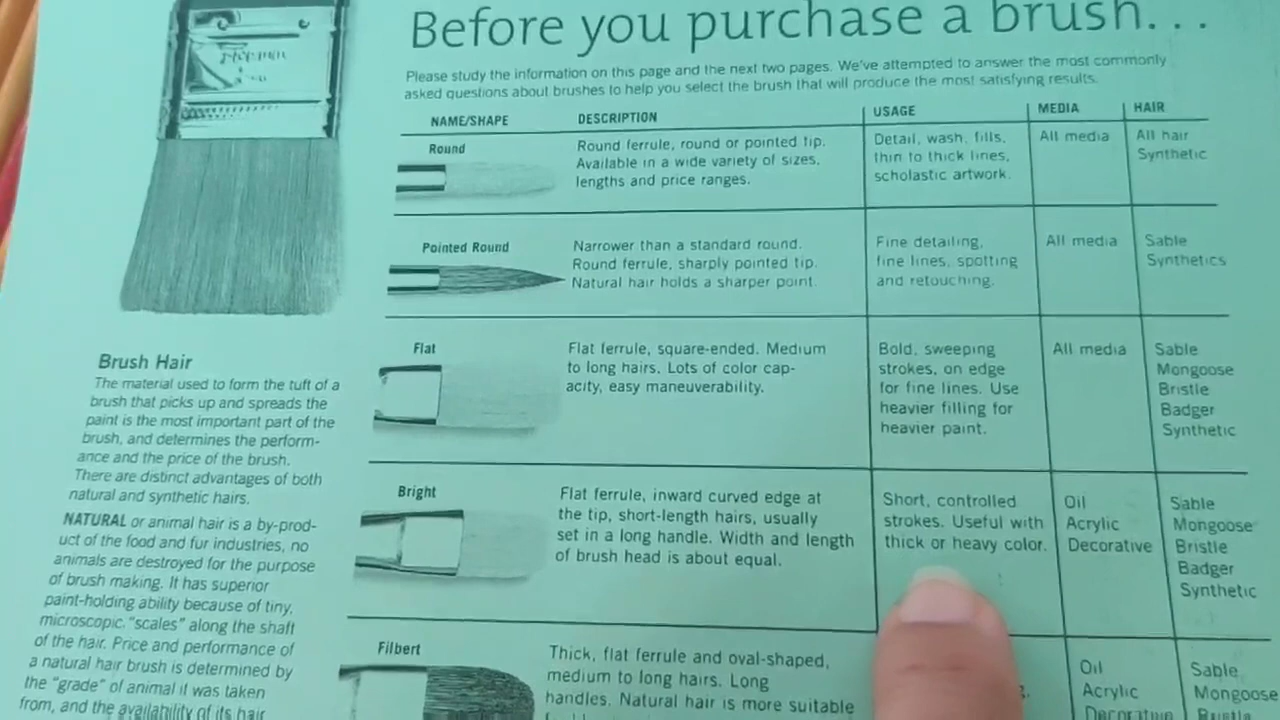 Before you purchase a brush. . .
Please study the information on this page and the next two pages. We've attempted to answer the most commonly
asked questions about brushes to help you select the brush that will produce the most satisfying results.
NAME/SHAPE DESCRIPTION USAGE MEDIA HAIR
Round
Round ferrule, round or pointed tip.
Available in a wide variety of sizes,
lengths and price ranges.
Detail, wash, fills,
thin to thick lines,
scholastic artwork.
All media
All hair
Synthetic
Pointed Round
Narrower than a standard round.
Round ferrule, sharply pointed tip.
Natural hair holds a sharper point.
Fine detailing,
fine lines, spotting
and retouching.
All media
Sable
Synthetics
Flat
Flat ferrule, square-ended. Medium
to long hairs. Lots of color cap-
acity, easy maneuverability.
Bold, sweeping
strokes, on edge
for fine lines. Use
heavier filling for
heavier paint.
All media
Sable
Mongoose
Bristle
Badger
Synthetic
Bright
Flat ferrule, inward curved edge at
the tip, short-length hairs, usually
set in a long handle. Width and length
of brush head is about equal.
Short, controlled
strokes. Useful with
thick or heavy color.
Oil
Acrylic
Decorative
Sable
Mongoose
Bristle
Badger
Synthetic
Filbert
Thick, flat ferrule and oval-shaped,
medium to long hairs. Long
handles. Natural hair is more suitable
Oil
Acrylic
Decorative
Sable
Mongoose
Bristle
Brush Hair
The material used to form the tuft of a
brush that picks up and spreads the
paint is the most important part of the
brush, and determines the perform-
ance and the price of the brush.
There are distinct advantages of both
natural and synthetic hairs.
NATURAL or animal hair is a by-prod-
uct of the food and fur industries, no
animals are destroyed for the purpose
of brush making. It has superior
paint-holding ability because of tiny,
microscopic "scales" along the shaft
of the hair. Price and performance of
a natural hair brush is determined by
the "grade" of animal it was taken
from, and the availability of its hair